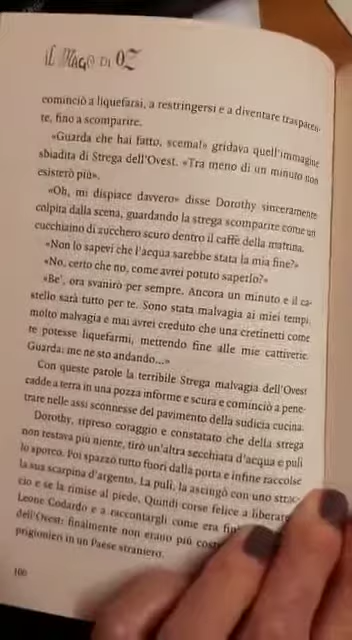 IL MAGO DI OZ
cominciò a liquefarsi, a restringersi e a diventare trasparen-
te, fino a scomparire.
«Guarda che hai fatto, scema!» gridava quell'immagine
sbiadita di Strega dell'Ovest. «Tra meno di un minuto non
esisterò più».
«Oh, mi dispiace davvero» disse Dorothy sinceramente
colpita dalla scena, guardando la strega scomparire come un
cucchiaino di zucchero scuro dentro il caffè della mattina.
«Non lo sapevi che l'acqua sarebbe stata la mia fine?»
«No, certo che no, come avrei potuto saperlo?»
«Be', ora svanirò per sempre. Ancora un minuto e il ca-
stello sarà tutto per te. Sono stata malvagia ai miei tempi,
molto malvagia e mai avrei creduto che una cretinetti come
te potesse liquefarmi, mettendo fine alle mie cattiverie.
Guarda: me ne sto andando...»
Con queste parole la terribile Strega malvagia dell'Ovest
cadde a terra in una pozza informe e scura e cominciò a pene-
trare nelle assi sconnesse del pavimento della sudicia cucina.
Dorothy, ripreso coraggio e constatato che della strega
non restava più niente, tirò un'altra secchiata d'acqua e pulì
lo sporco. Poi spazzò tutto fuori dalla porta e infine raccolse
la sua scarpina d'argento. La pulì, la asciugò con uno strac-
cio e se la rimise al piede. Quindi corse felice a liberare
Leone Codardo e a raccontargli come era
dell'Ovest: finalmente non erano più
prigionieri in un Paese straniero.
100